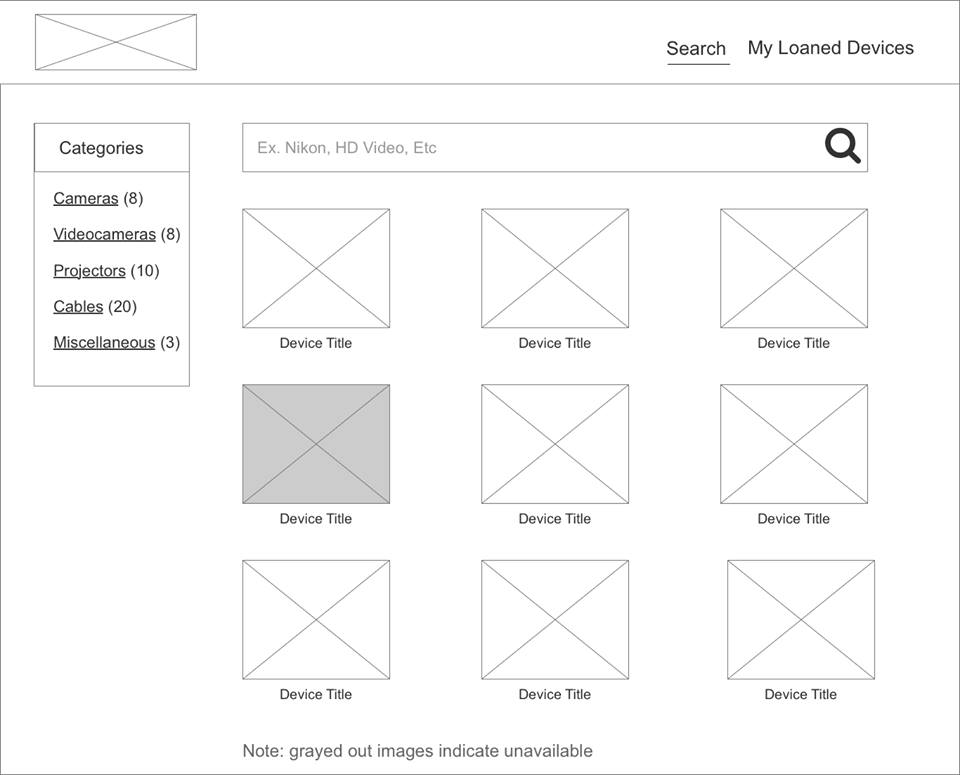 Search My Loaned Devices
Categories
Cameras (8)
Videocameras (8)
Projectors (10)
Cables (20)
Miscellaneous (3)
Ex. Nikon, HD Video, Etc
Device Title Device Title Device Title
Device Title Device Title Device Title
Device Title Device Title Device Title
Note: grayed out images indicate unavailable